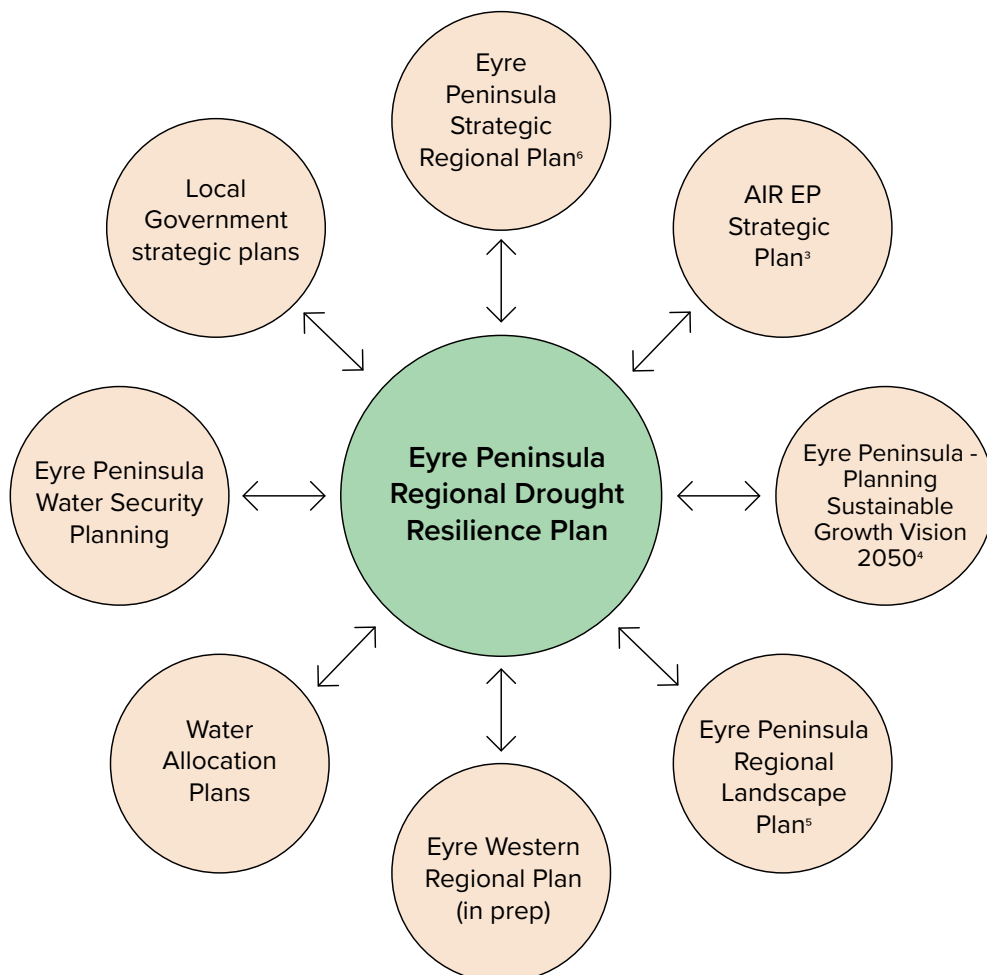 Eyre
Peninsula
Strategic
Regional Plan⁶
Local
Government
strategic plans
AIR EP
Strategic
Plan³
Eyre Peninsula
Regional Drought
Resilience Plan
Eyre Peninsula
Water Security
Planning
Eyre Peninsula -
Planning
Sustainable
Growth Vision
2050⁴
Water
Allocation
Plans
Eyre Peninsula
Regional
Landscape
Plan⁵
Eyre Western
Regional Plan
(in prep)